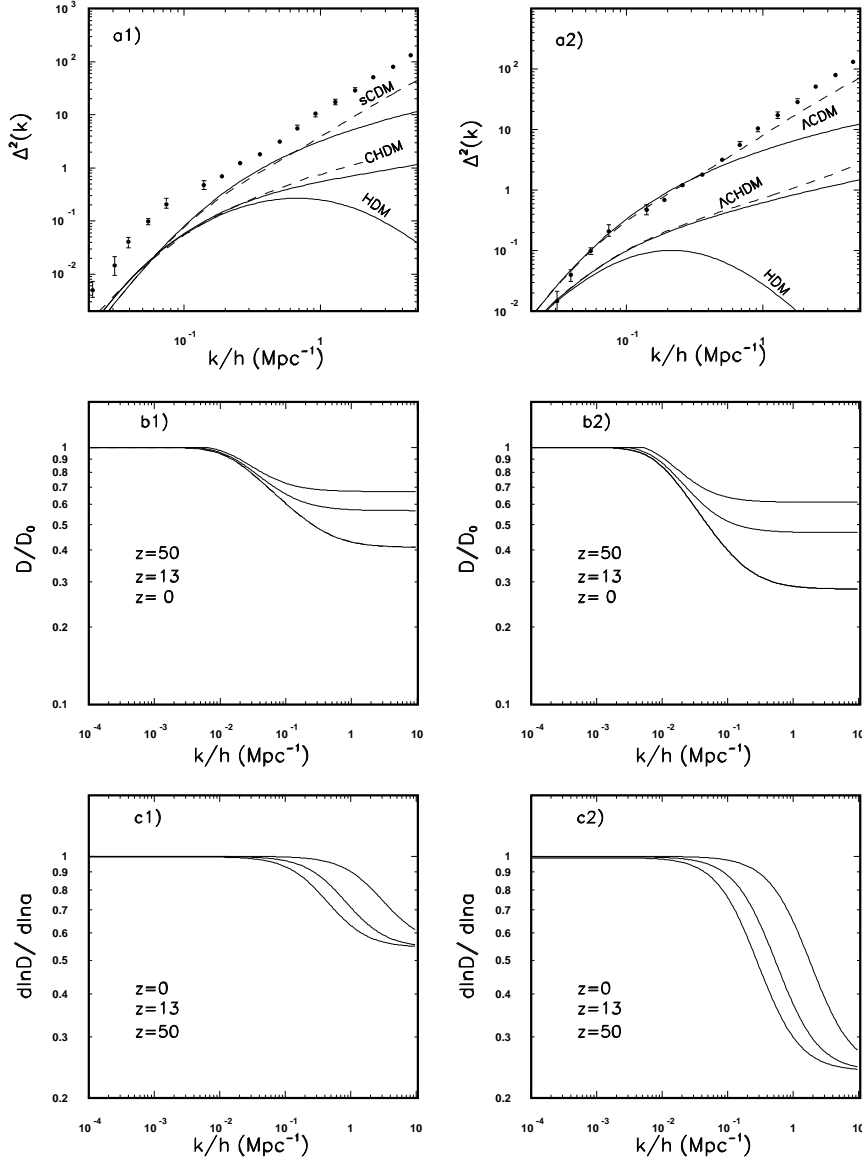 a1)
10³
10²
10
1
10⁻¹
10⁻²
Δ²(k)
sCDM
CHDM
HDM
10⁻¹
1
k/h (Mpc⁻¹)
a2)
10³
10²
10
1
10⁻¹
10⁻²
Δ²(k)
ΛCDM
ΛCHDM
HDM
10⁻¹
1
k/h (Mpc⁻¹)
b1)
1
0.9
0.8
0.7
0.6
0.5
0.4
0.3
0.2
0.1
D/D₀
z=50
z=13
z= 0
10⁻⁴
10⁻³
10⁻²
10⁻¹
1
10
k/h (Mpc⁻¹)
b2)
1
0.9
0.8
0.7
0.6
0.5
0.4
0.3
0.2
0.1
D/D₀
z=50
z=13
z= 0
10⁻⁴
10⁻³
10⁻²
10⁻¹
1
10
k/h (Mpc⁻¹)
c1)
1
0.9
0.8
0.7
0.6
0.5
0.4
0.3
0.2
dlnD/ dlna
z=0
z=13
z=50
10⁻⁴
10⁻³
10⁻²
10⁻¹
1
10
k/h (Mpc⁻¹)
c2)
1
0.9
0.8
0.7
0.6
0.5
0.4
0.3
0.2
dlnD/ dlna
z=0
z=13
z=50
10⁻⁴
10⁻³
10⁻²
10⁻¹
1
10
k/h (Mpc⁻¹)